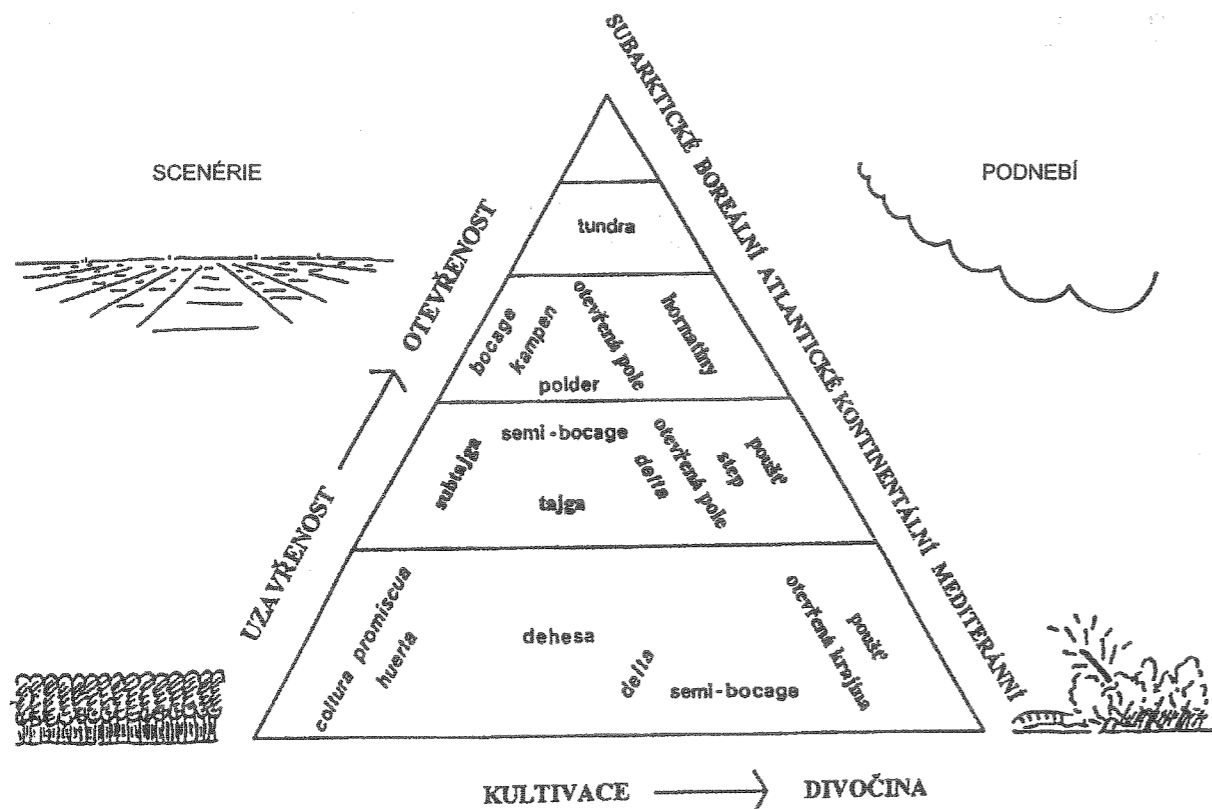 SCENÉRIE
PODNEBÍ
SUBARKTICKÉ BOREÁLNÍ ATLANTICKÉ KONTINENTÁLNÍ MEDITERÁNNÍ
UZAVŘENOST
OTEVŘENOST
tundra
bocage
kampen
otevřená pole
hornatiny
polder
semi-bocage
subtajga
tajga
delta
otevřená pole
step
poušť
coltura promiscua
huerta
dehesa
delta
semi-bocage
otevřená krajina
poušť
KULTIVACE
DIVOČINA